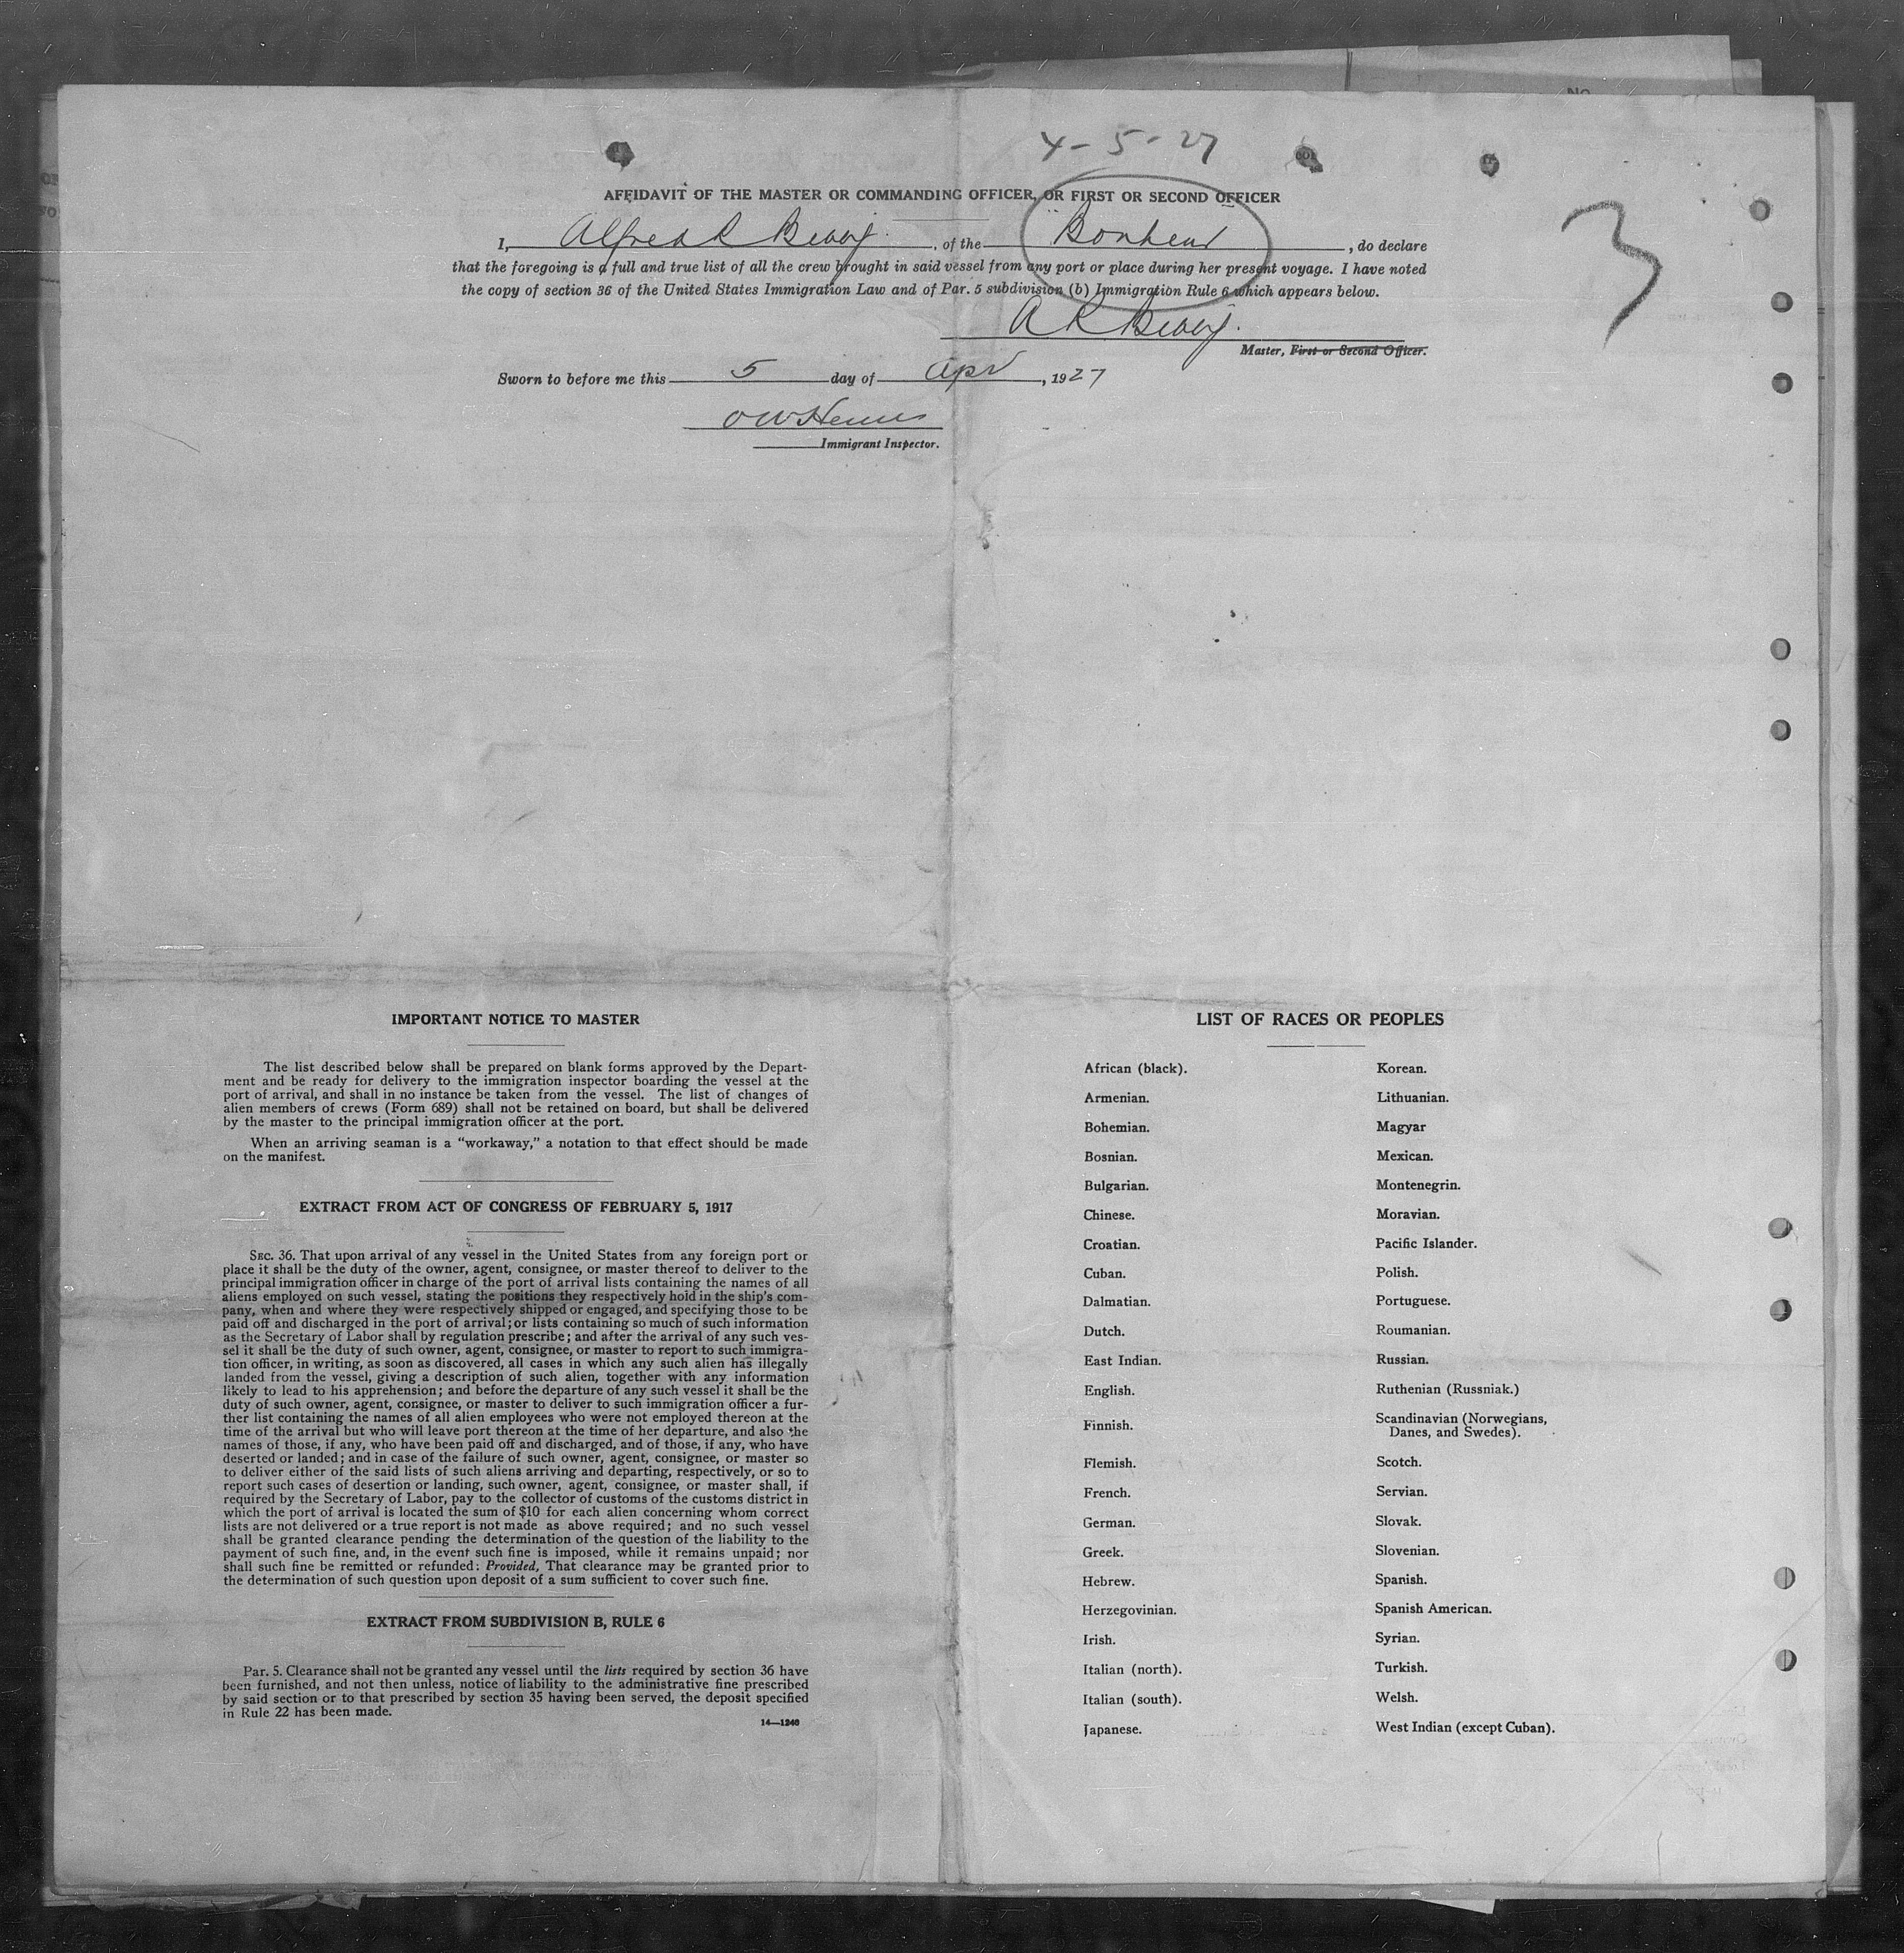 No
4-5-27
AFFIDAVIT OF THE MASTER OR COMMANDING OFFICER, OR FIRST OR SECOND OFFICER
3
I, Alfred R , of the Bonheur , do declare
that the foregoing is a full and true list of all the crew brought in said vessel from any port or place during her present voyage. I have noted
the copy of section 36 of the United States Immigration Law and of Par. 5 subdivision (b) Immigration Rule 6 which appears below.
A R
Master, First or Second Officer.
Sworn to before me this 5 day of Apr , 1927
O W
Immigrant Inspector.
IMPORTANT NOTICE TO MASTER
The list described below shall be prepared on blank forms approved by the Depart-
ment and be ready for delivery to the immigration inspector boarding the vessel at the
port of arrival, and shall in no instance be taken from the vessel. The list of changes of
alien members of crews (Form 689) shall not be retained on board, but shall be delivered
by the master to the principal immigration officer at the port.
When an arriving seaman is a “workaway,” a notation to that effect should be made
on the manifest.
EXTRACT FROM ACT OF CONGRESS OF FEBRUARY 5, 1917
SEC. 36. That upon arrival of any vessel in the United States from any foreign port or
place it shall be the duty of the owner, agent, consignee, or master thereof to deliver to the
principal immigration officer in charge of the port of arrival lists containing the names of all
aliens employed on such vessel, stating the positions they respectively hold in the ship's com-
pany, when and where they were respectively shipped or engaged, and specifying those to be
paid off and discharged in the port of arrival; or lists containing so much of such information
as the Secretary of Labor shall by regulation prescribe; and after the arrival of any such ves-
sel it shall be the duty of such owner, agent, consignee, or master to report to such immigra-
tion officer, in writing, as soon as discovered, all cases in which any such alien has illegally
landed from the vessel, giving a description of such alien, together with any information
likely to lead to his apprehension; and before the departure of any such vessel it shall be the
duty of such owner, agent, consignee, or master to deliver to such immigration officer a fur-
ther list containing the names of all alien employees who were not employed thereon at the
time of the arrival but who will leave port thereon at the time of her departure, and also the
names of those, if any, who have been paid off and discharged, and of those, if any, who have
deserted or landed; and in case of the failure of such owner, agent, consignee, or master so
to deliver either of the said lists of such aliens arriving and departing, respectively, or so to
report such cases of desertion or landing, such owner, agent, consignee, or master shall, if
required by the Secretary of Labor, pay to the collector of customs of the customs district in
which the port of arrival is located the sum of $10 for each alien concerning whom correct
lists are not delivered or a true report is not made as above required; and no such vessel
shall be granted clearance pending the determination of the question of the liability to the
payment of such fine, and, in the event such fine is imposed, while it remains unpaid; nor
shall such fine be remitted or refunded: Provided, That clearance may be granted prior to
the determination of such question upon deposit of a sum sufficient to cover such fine.
EXTRACT FROM SUBDIVISION B, RULE 6
Par. 5. Clearance shall not be granted any vessel until the lists required by section 36 have
been furnished, and not then unless, notice of liability to the administrative fine prescribed
by said section or to that prescribed by section 35 having been served, the deposit specified
in Rule 22 has been made.
14—1240
LIST OF RACES OR PEOPLES
African (black).
Armenian.
Bohemian.
Bosnian.
Bulgarian.
Chinese.
Croatian.
Cuban.
Dalmatian.
Dutch.
East Indian.
English.
Finnish.
Flemish.
French.
German.
Greek.
Hebrew.
Herzegovinian.
Irish.
Italian (north).
Italian (south).
Japanese.
Korean.
Lithuanian.
Magyar
Mexican.
Montenegrin.
Moravian.
Pacific Islander.
Polish.
Portuguese.
Roumanian.
Russian.
Ruthenian (Russniak.)
Scandinavian (Norwegians,
Danes, and Swedes).
Scotch.
Servian.
Slovak.
Slovenian.
Spanish.
Spanish American.
Syrian.
Turkish.
Welsh.
West Indian (except Cuban).